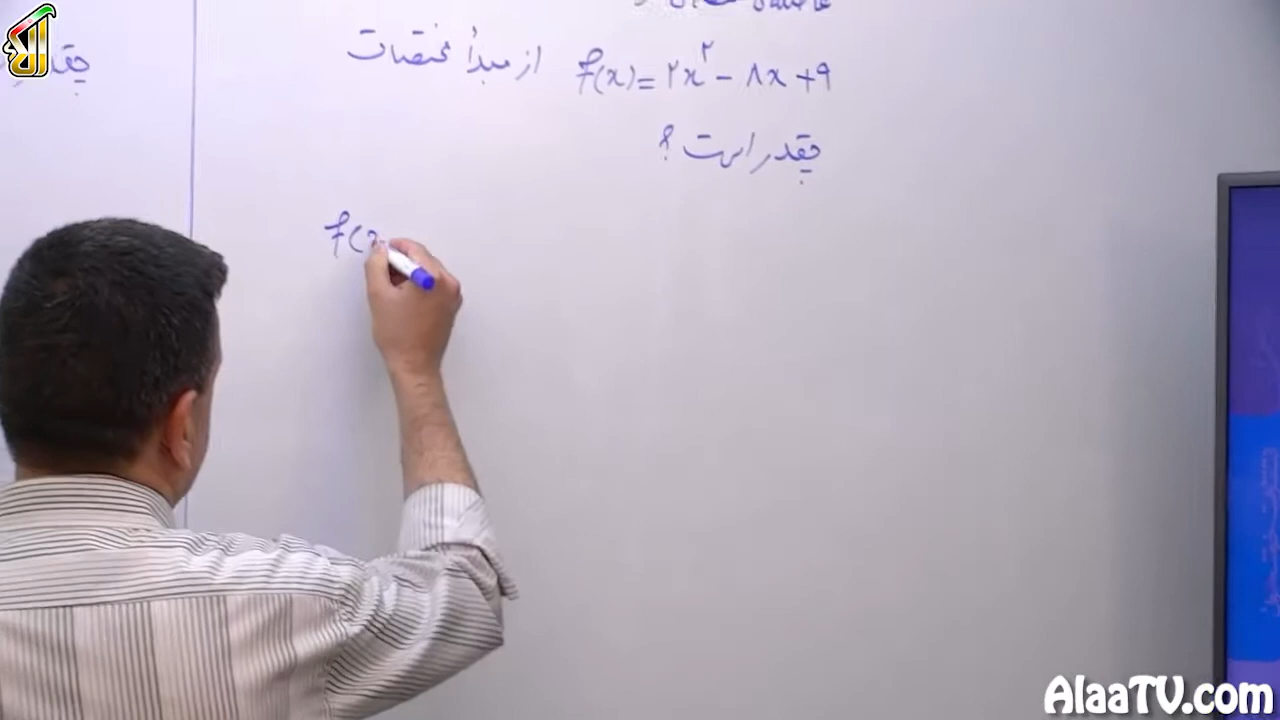 f(x) = ۲x² - ۸x + ۹ از مبدأ مختصات
چقدر است ؟
f(x
AlaaTV.com